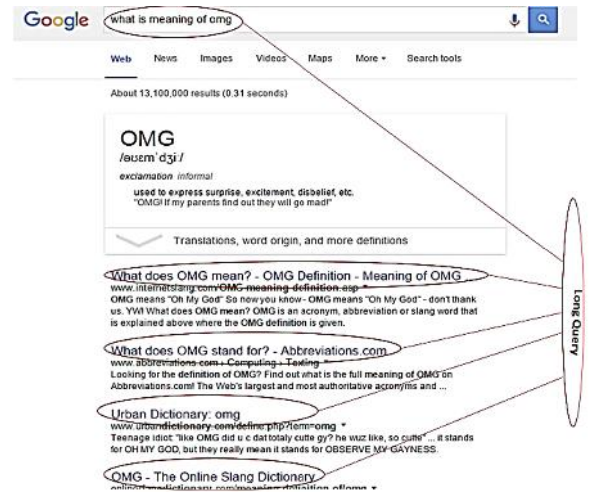 Google what is meaning of omg
Web News Images Videos Maps More Search tools
About 13,100,000 results (0.31 seconds)
OMG
/əʊɛmˈdʒiː/
exclamation informal
used to express surprise, excitement, disbelief, etc.
"OMG! If my parents find out they will go mad!"
Translations, word origin, and more definitions
What does OMG mean? - OMG Definition - Meaning of OMG
www.internetslang.com/OMG-meaning-definition.asp
OMG means "Oh My God" So now you know - OMG means "Oh My God" - don't thank
us. YW! What does OMG mean? OMG is an acronym, abbreviation or slang word that
is explained above where the OMG definition is given.
What does OMG stand for? - Abbreviations.com
www.abbreviations.com › Computing › Texting
Looking for the definition of OMG? Find out what is the full meaning of OMG on
Abbreviations.com! The Web's largest and most authoritative acronyms and ...
Urban Dictionary: omg
www.urbandictionary.com/define.php?term=omg
Teenage idiot: "like OMG did u c dat totaly cutte gy? he wuz like, so cutte" ... it stands
for OH MY GOD, but they really mean it stands for OBSERVE MY GAYNESS.
OMG - The Online Slang Dictionary
onlineslangdictionary.com/meaning-definition-of/omg
Long Query